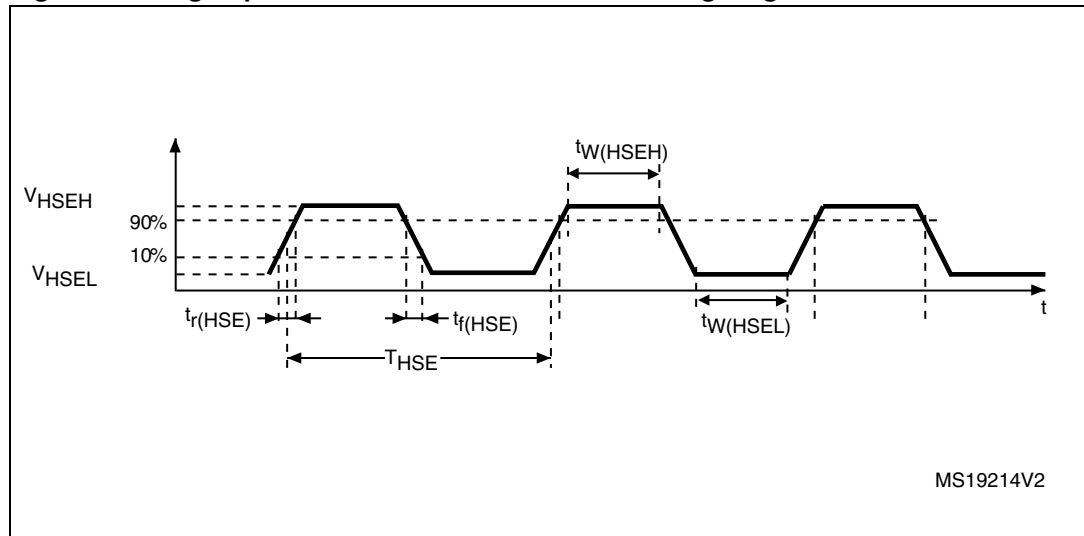 tW(HSEH)
VHSEH
90%
10%
VHSEL
tr(HSE)
tf(HSE)
tW(HSEL)
t
THSE
MS19214V2